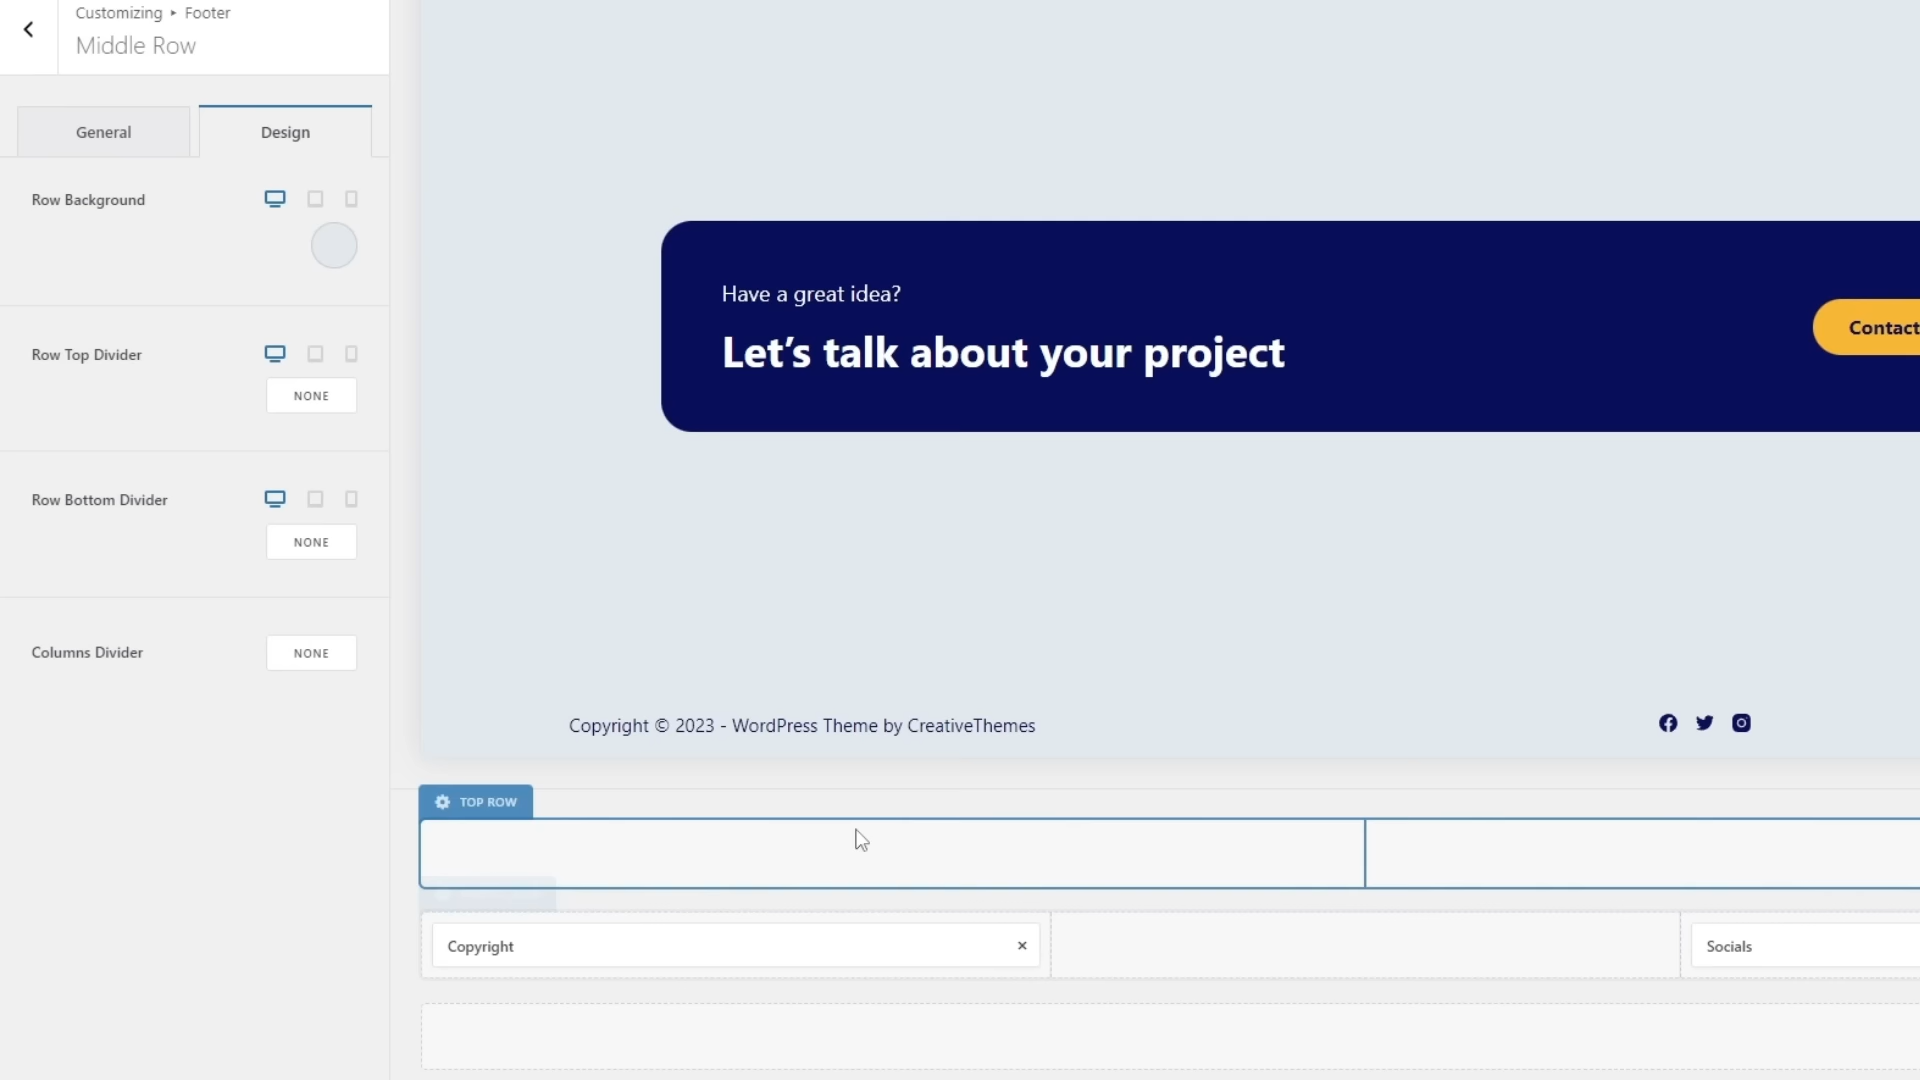 Customizing ▸ Footer
Middle Row
General
Design
Row Background
Row Top Divider
NONE
Row Bottom Divider
NONE
Columns Divider
NONE
Have a great idea?
Let's talk about your project
Contact
Copyright © 2023 - WordPress Theme by CreativeThemes
TOP ROW
Copyright
Socials